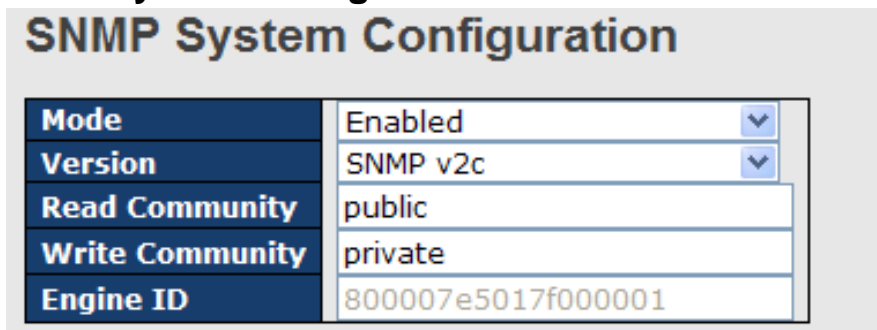 SNMP System Configuration
Mode Enabled
Version SNMP v2c
Read Community public
Write Community private
Engine ID 800007e5017f000001